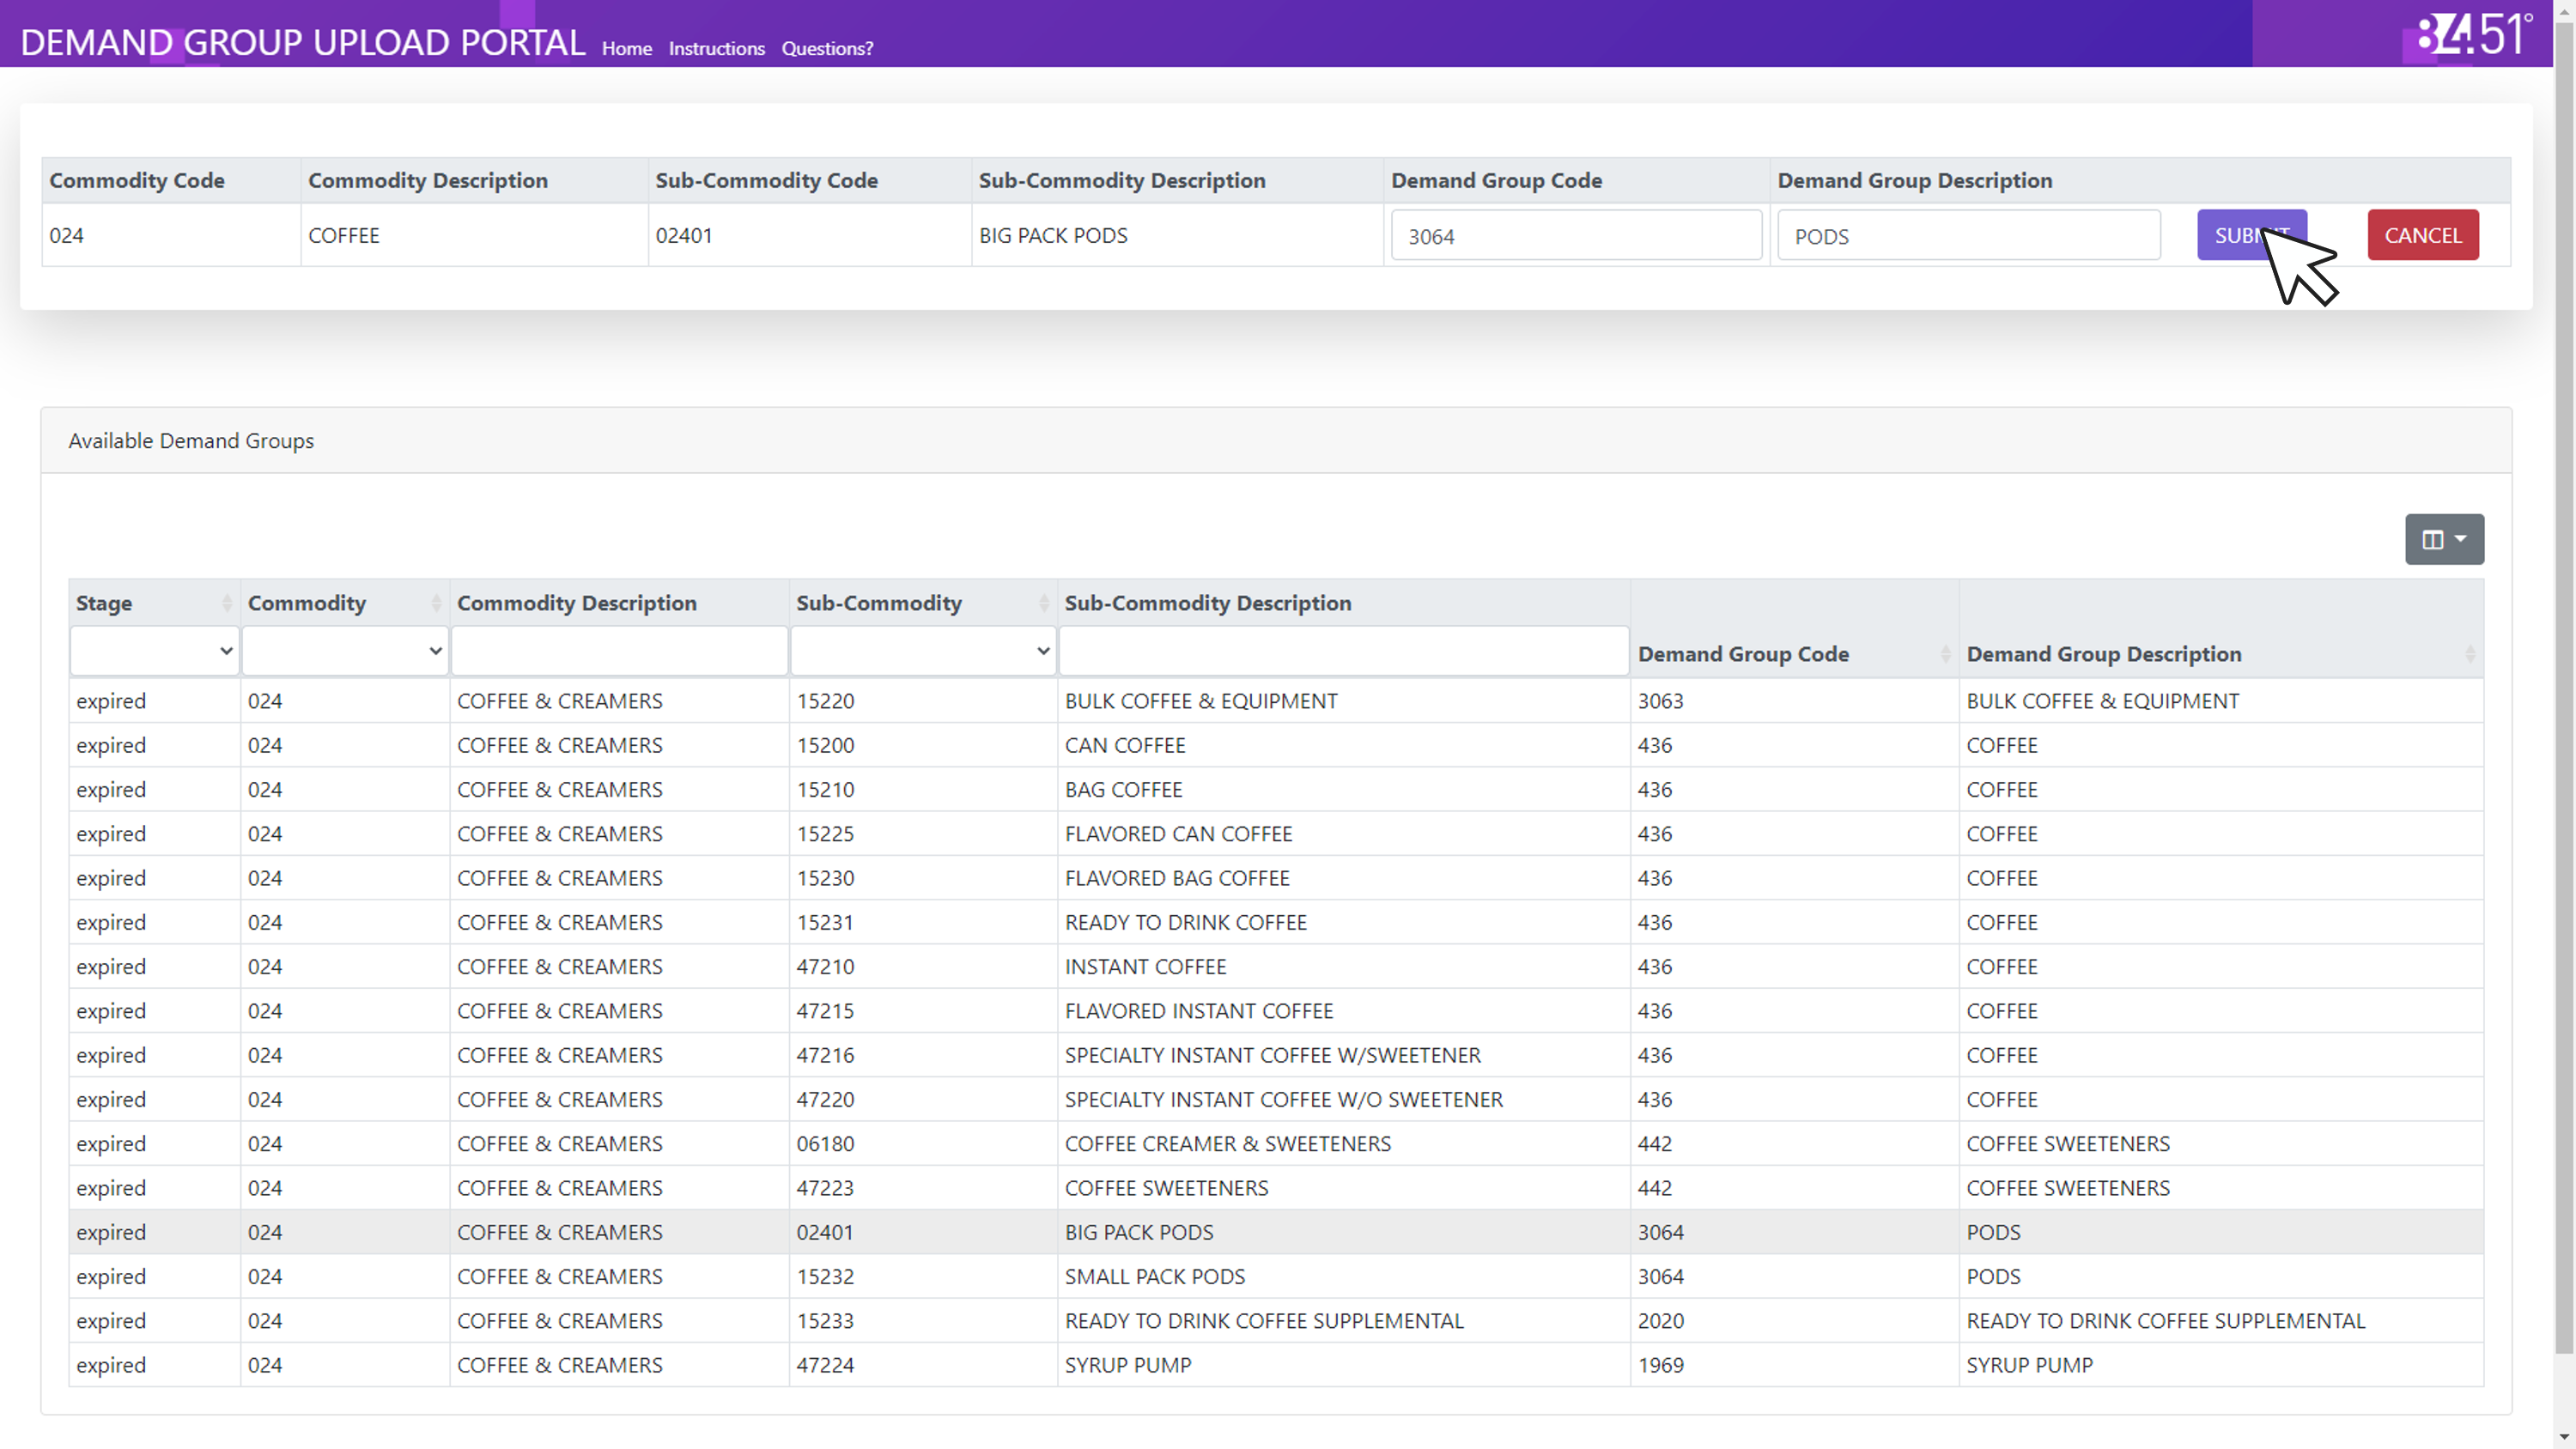 DEMAND GROUP UPLOAD PORTAL Home Instructions Questions? 84.51°
Commodity Code Commodity Description Sub-Commodity Code Sub-Commodity Description Demand Group Code Demand Group Description
024 COFFEE 02401 BIG PACK PODS 3064 PODS CANCEL
Available Demand Groups
Stage Commodity Commodity Description Sub-Commodity Sub-Commodity Description
Demand Group Code Demand Group Description
expired 024 COFFEE & CREAMERS 15220 BULK COFFEE & EQUIPMENT 3063 BULK COFFEE & EQUIPMENT
expired 024 COFFEE & CREAMERS 15200 CAN COFFEE 436 COFFEE
expired 024 COFFEE & CREAMERS 15210 BAG COFFEE 436 COFFEE
expired 024 COFFEE & CREAMERS 15225 FLAVORED CAN COFFEE 436 COFFEE
expired 024 COFFEE & CREAMERS 15230 FLAVORED BAG COFFEE 436 COFFEE
expired 024 COFFEE & CREAMERS 15231 READY TO DRINK COFFEE 436 COFFEE
expired 024 COFFEE & CREAMERS 47210 INSTANT COFFEE 436 COFFEE
expired 024 COFFEE & CREAMERS 47215 FLAVORED INSTANT COFFEE 436 COFFEE
expired 024 COFFEE & CREAMERS 47216 SPECIALTY INSTANT COFFEE W/SWEETENER 436 COFFEE
expired 024 COFFEE & CREAMERS 47220 SPECIALTY INSTANT COFFEE W/O SWEETENER 436 COFFEE
expired 024 COFFEE & CREAMERS 06180 COFFEE CREAMER & SWEETENERS 442 COFFEE SWEETENERS
expired 024 COFFEE & CREAMERS 47223 COFFEE SWEETENERS 442 COFFEE SWEETENERS
expired 024 COFFEE & CREAMERS 02401 BIG PACK PODS 3064 PODS
expired 024 COFFEE & CREAMERS 15232 SMALL PACK PODS 3064 PODS
expired 024 COFFEE & CREAMERS 15233 READY TO DRINK COFFEE SUPPLEMENTAL 2020 READY TO DRINK COFFEE SUPPLEMENTAL
expired 024 COFFEE & CREAMERS 47224 SYRUP PUMP 1969 SYRUP PUMP